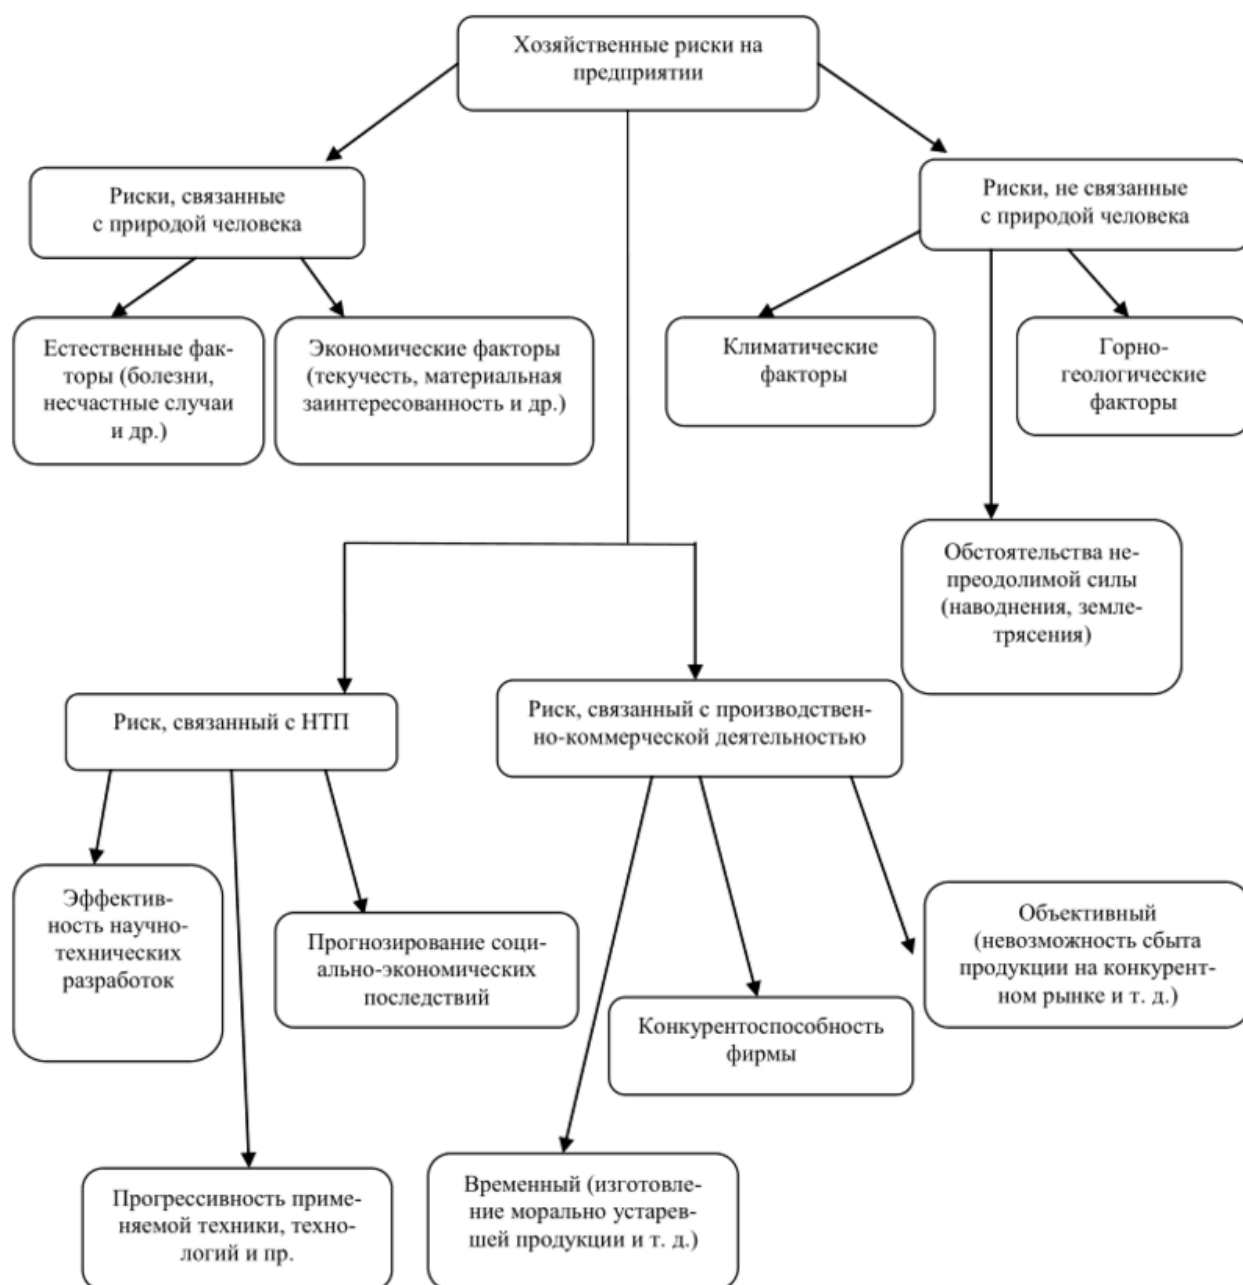 Хозяйственные риски на
предприятии
Риски, связанные
с природой человека
Риски, не связанные
с природой человека
Естественные фак-
торы (болезни,
несчастные случаи
и др.)
Экономические факторы
(текучесть, материальная
заинтересованность и др.)
Климатические
факторы
Горно-
геологические
факторы
Обстоятельства не-
преодолимой силы
(наводнения, земле-
трясения)
Риск, связанный с НТП
Риск, связанный с производствен-
но-коммерческой деятельностью
Эффектив-
ность научно-
технических
разработок
Прогнозирование соци-
ально-экономических
последствий
Объективный
(невозможность сбыта
продукции на конкурент-
ном рынке и т. д.)
Конкурентоспособность
фирмы
Прогрессивность приме-
няемой техники, техно-
логий и пр.
Временный (изготовле-
ние морально устарев-
шей продукции и т. д.)